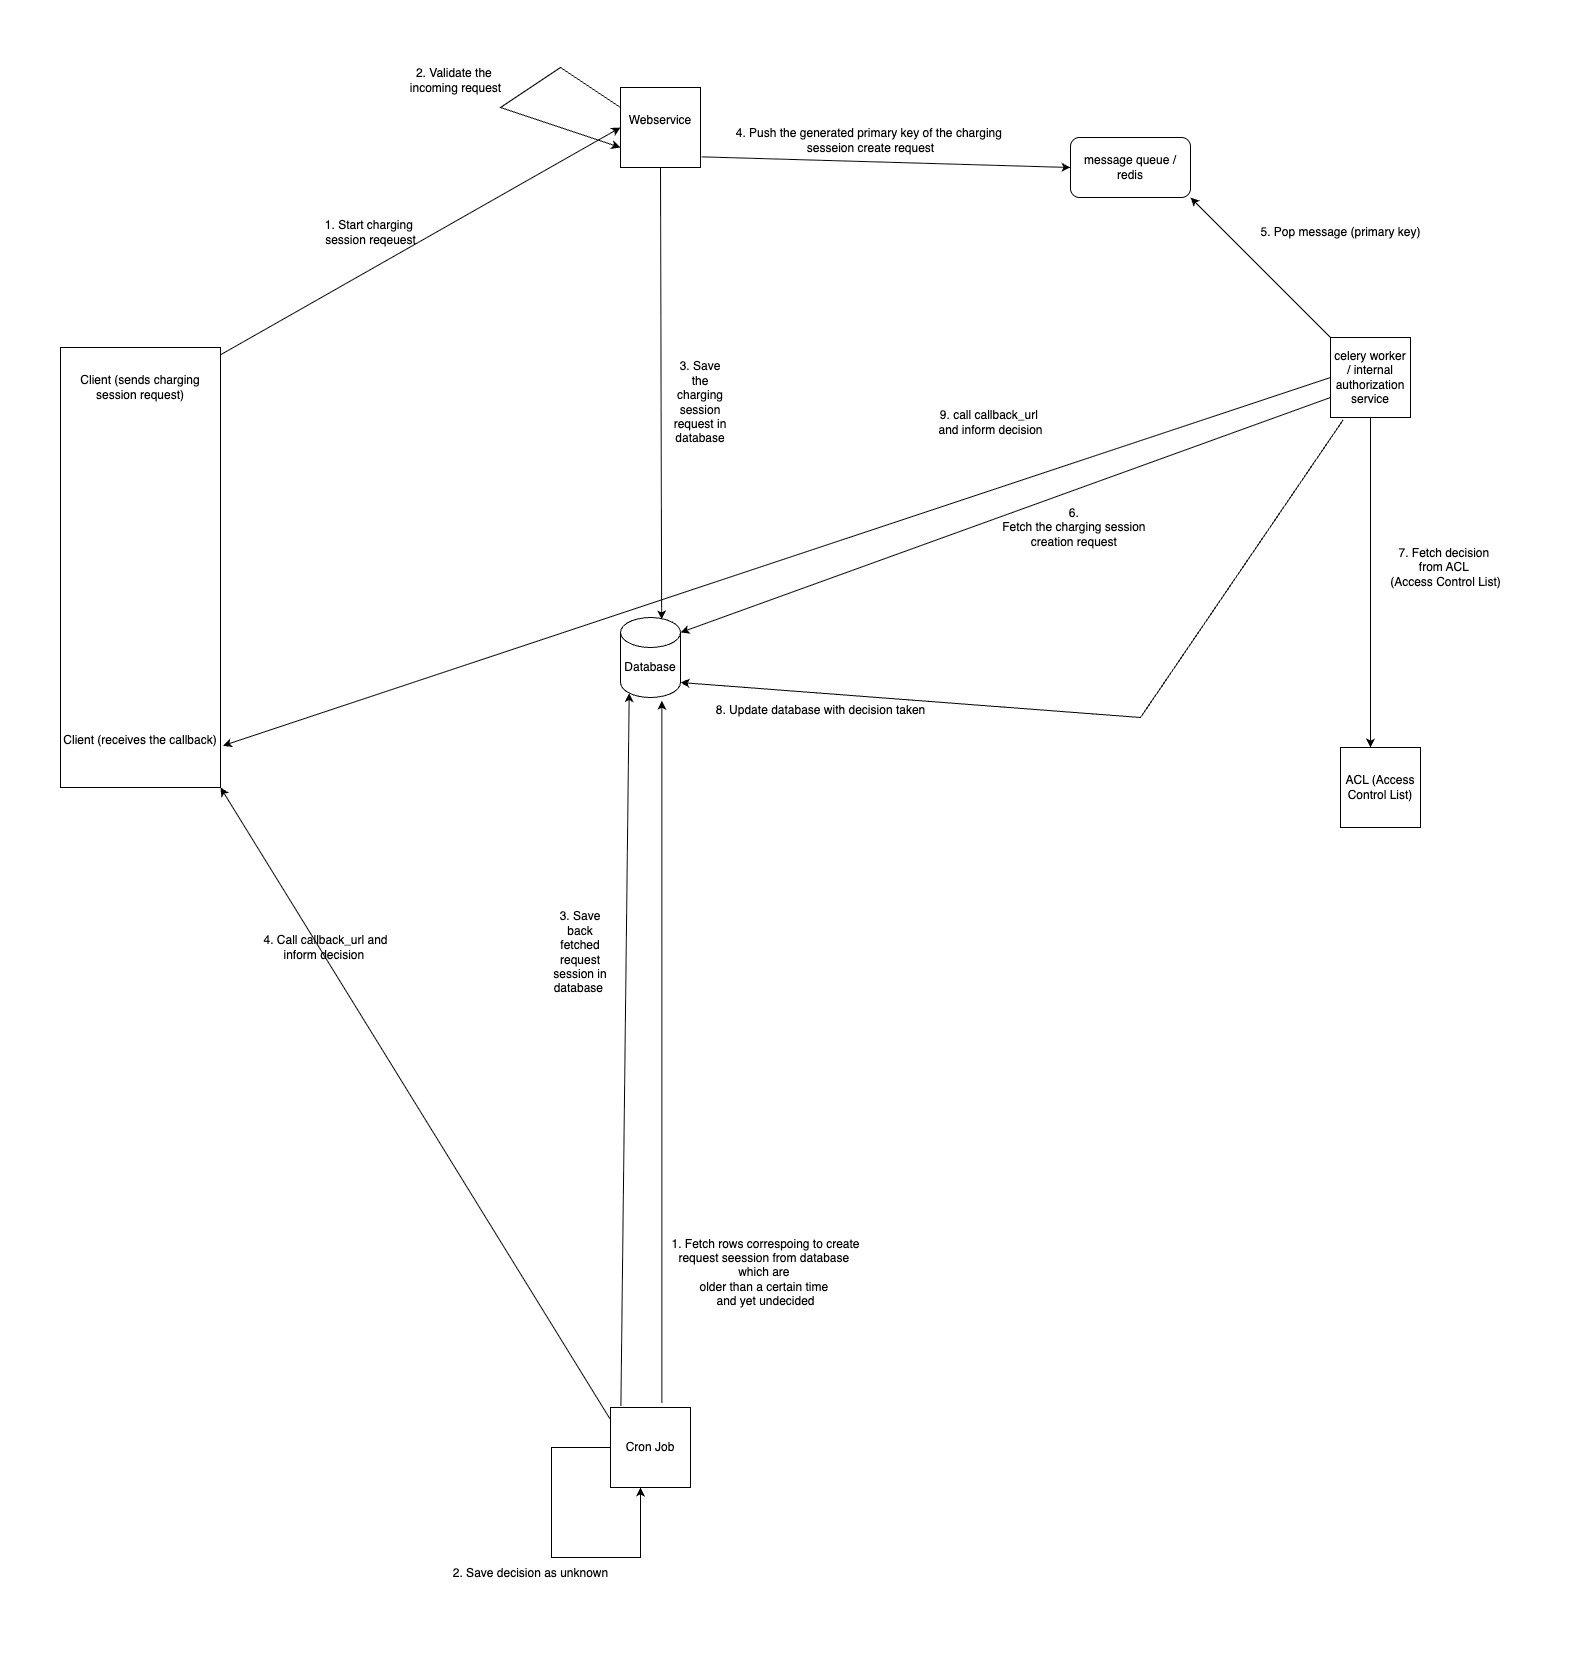 2. Validate the
incoming request
Webservice
4. Push the generated primary key of the charging
sesseion create request
message queue /
redis
1. Start charging
session reqeuest
5. Pop message (primary key)
Client (sends charging
session request)
3. Save
the
charging
session
request in
database
celery worker
/ internal
authorization
service
9. call callback_url
and inform decision
6.
Fetch the charging session
creation request
7. Fetch decision
from ACL
(Access Control List)
Database
8. Update database with decision taken
Client (receives the callback)
ACL (Access
Control List)
4. Call callback_url and
inform decision
3. Save
back
fetched
request
session in
database
1. Fetch rows correspoing to create
request seession from database
which are
older than a certain time
and yet undecided
Cron Job
2. Save decision as unknown